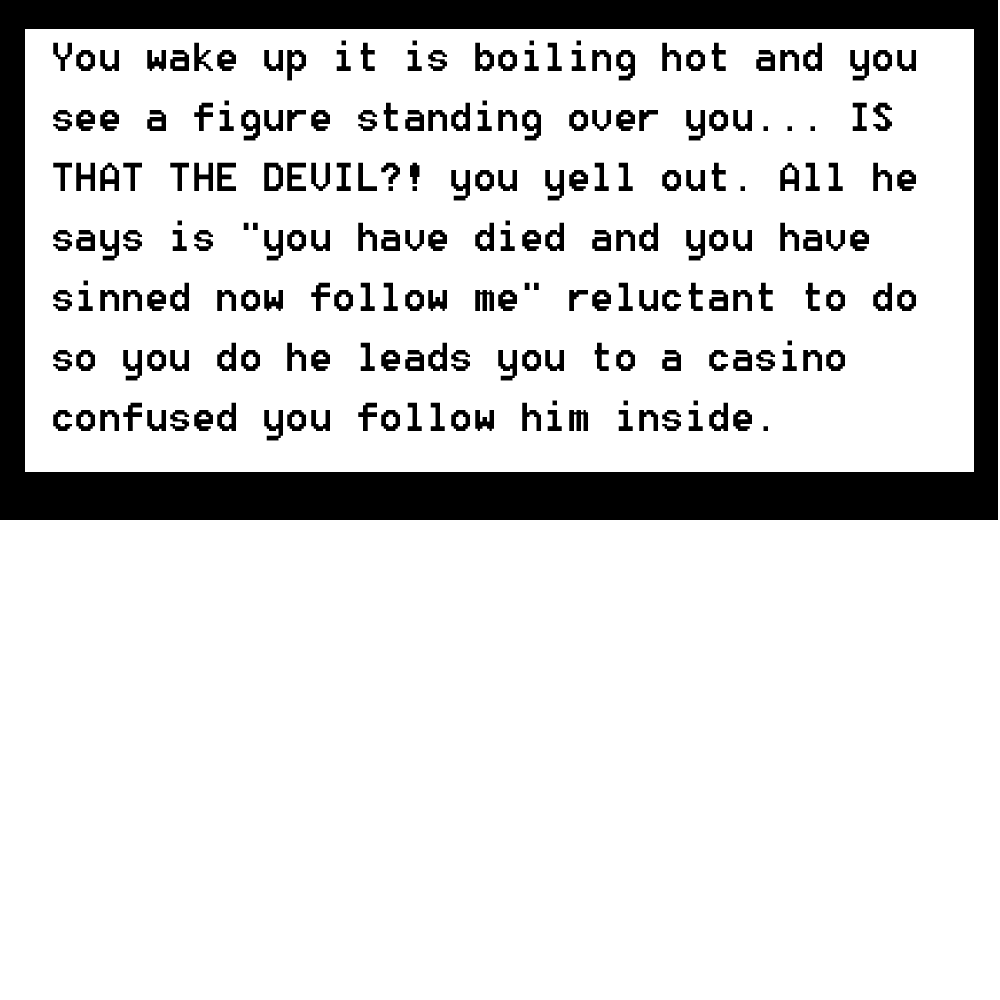 You wake up it is boiling hot and you
see a figure standing over you... IS
THAT THE DEVIL?! you yell out. All he
says is "you have died and you have
sinned now follow me" reluctant to do
so you do he leads you to a casino
confused you follow him inside.